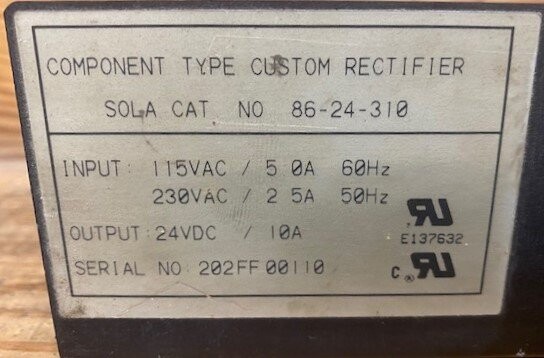 COMPONENT TYPE CUSTOM RECTIFIER
SOLA CAT NO 86-24-310
INPUT: 115VAC / 5.0A 60Hz
230VAC / 2.5A 50Hz
OUTPUT: 24VDC / 10A
E137632
SERIAL NO: 202FF00110
C ® RU